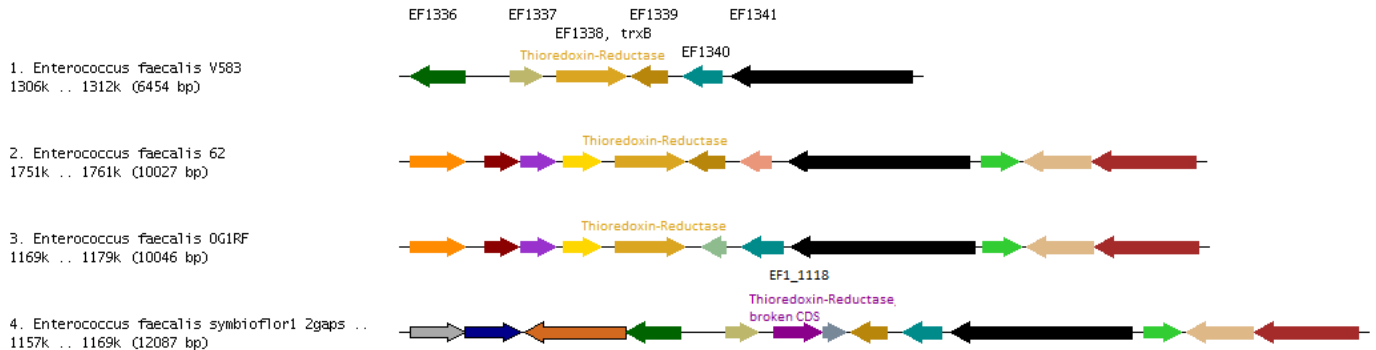 EF1336 EF1337 EF1339 EF1341
EF1338, trxB
Thioredoxin-Reductase EF1340
1. Enterococcus faecalis V583
1306k .. 1312k (6454 bp)
Thioredoxin-Reductase
2. Enterococcus faecalis 62
1751k .. 1761k (10027 bp)
Thioredoxin-Reductase
3. Enterococcus faecalis OG1RF
1169k .. 1179k (10046 bp)
EF1_1118
Thioredoxin-Reductase,
broken CDS
4. Enterococcus faecalis symbioflor1 2gaps ..
1157k .. 1169k (12087 bp)